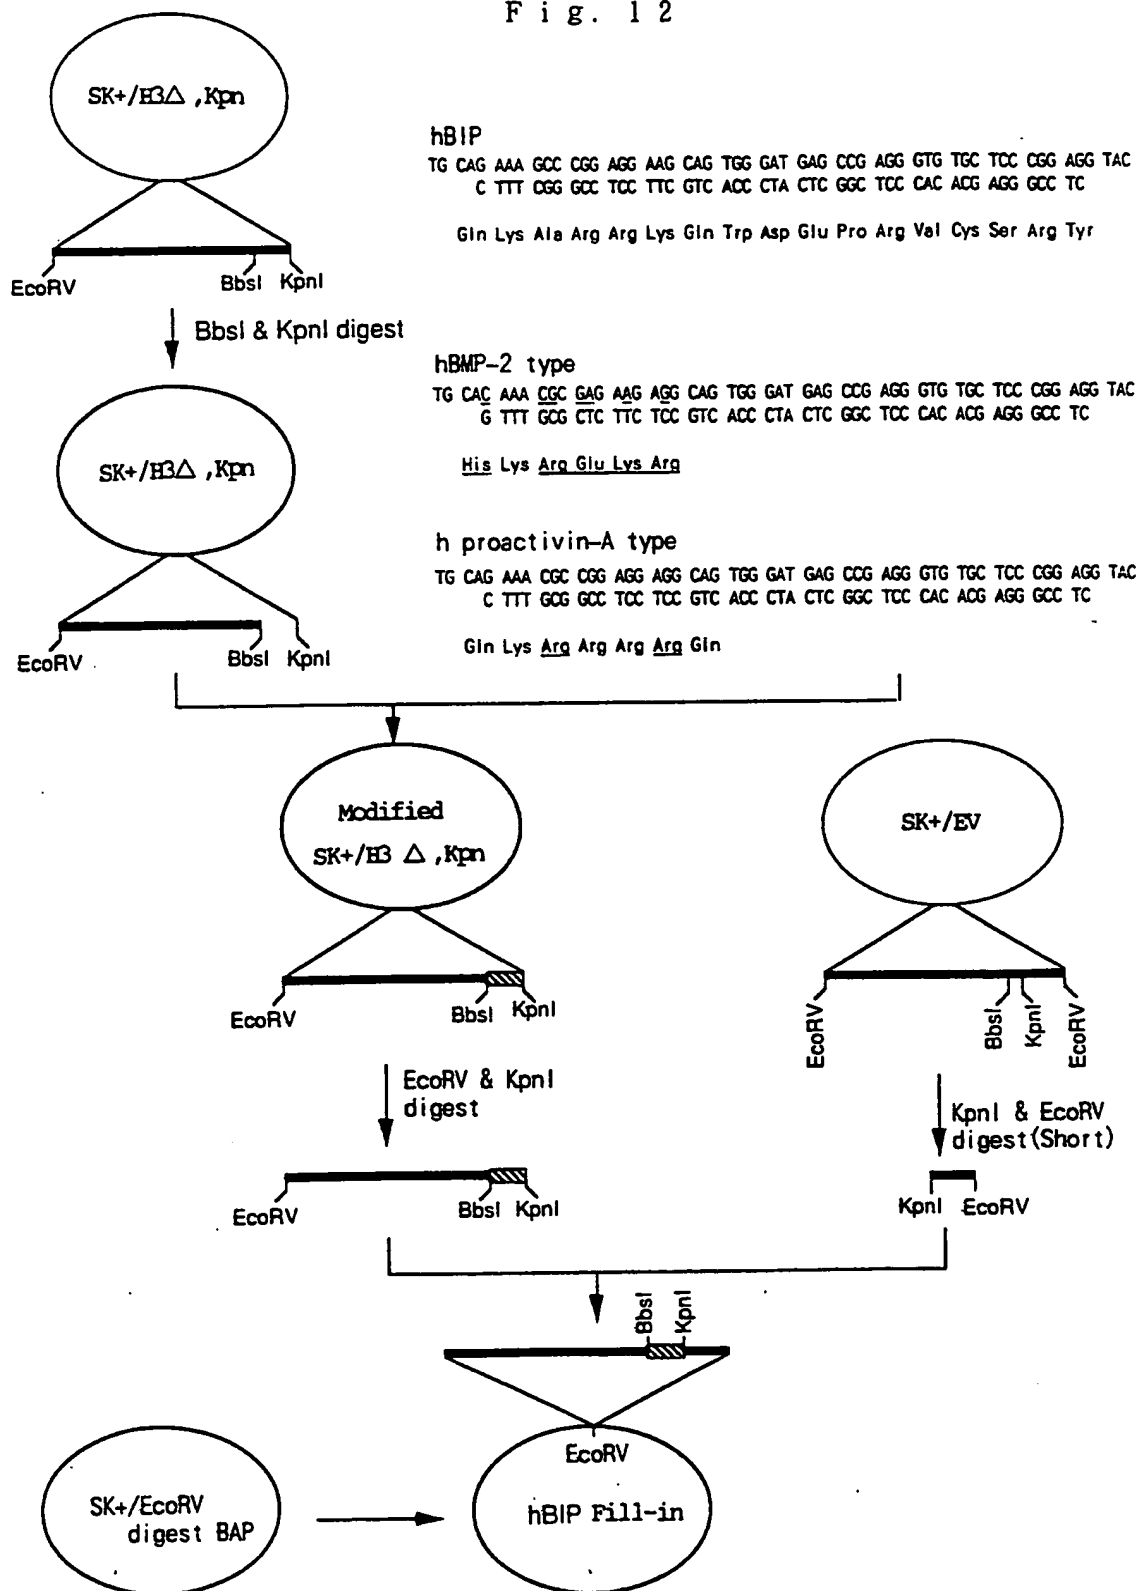 Fig. 12
SK+/H3△ ,Kpn
EcoRV
BbsI
KpnI
BbsI & KpnI digest
hBIP
TG CAG AAA GCC CGG AGG AAG CAG TGG GAT GAG CCG AGG GTG TGC TCC CGG AGG TAC
C TTT CGG GCC TCC TTC GTC ACC CTA CTC GGC TCC CAC ACG AGG GCC TC
Gln Lys Ala Arg Arg Lys Gln Trp Asp Glu Pro Arg Val Cys Ser Arg Tyr
SK+/H3△ ,Kpn
EcoRV
BbsI
KpnI
hBMP-2 type
TG CAC AAA CGC GAG AAG AGG CAG TGG GAT GAG CCG AGG GTG TGC TCC CGG AGG TAC
G TTT GCG CTC TTC TCC GTC ACC CTA CTC GGC TCC CAC ACG AGG GCC TC
His Lys Arg Glu Lys Arg
h proactivin-A type
TG CAG AAA CGC CGG AGG AGG CAG TGG GAT GAG CCG AGG GTG TGC TCC CGG AGG TAC
C TTT GCG GCC TCC TCC GTC ACC CTA CTC GGC TCC CAC ACG AGG GCC TC
Gln Lys Arg Arg Arg Arg Gln
Modified
SK+/H3 △ ,Kpn
EcoRV
BbsI
KpnI
SK+/EV
EcoRV
BbsI
KpnI
EcoRV
EcoRV & KpnI
digest
KpnI & EcoRV
digest(Short)
EcoRV
BbsI
KpnI
KpnI
EcoRV
BbsI
KpnI
EcoRV
hBIP Fill-in
SK+/EcoRV
digest BAP